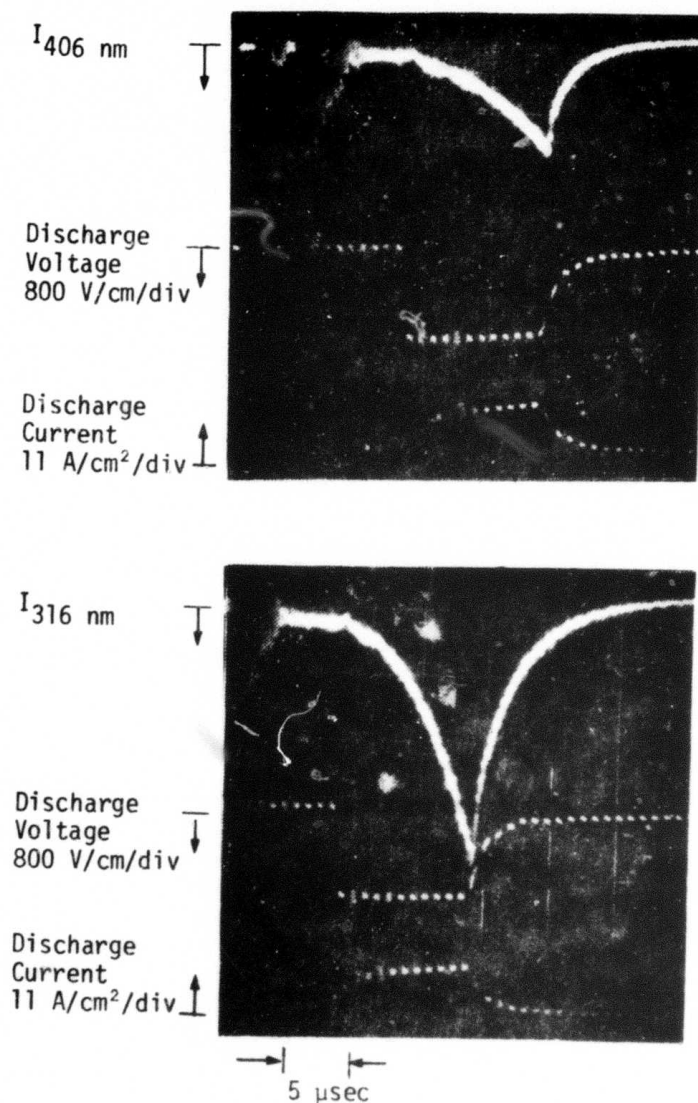 I406 nm
Discharge
Voltage
800 V/cm/div
Discharge
Current
11 A/cm²/div
I316 nm
Discharge
Voltage
800 V/cm/div
Discharge
Current
11 A/cm²/div
5 μsec